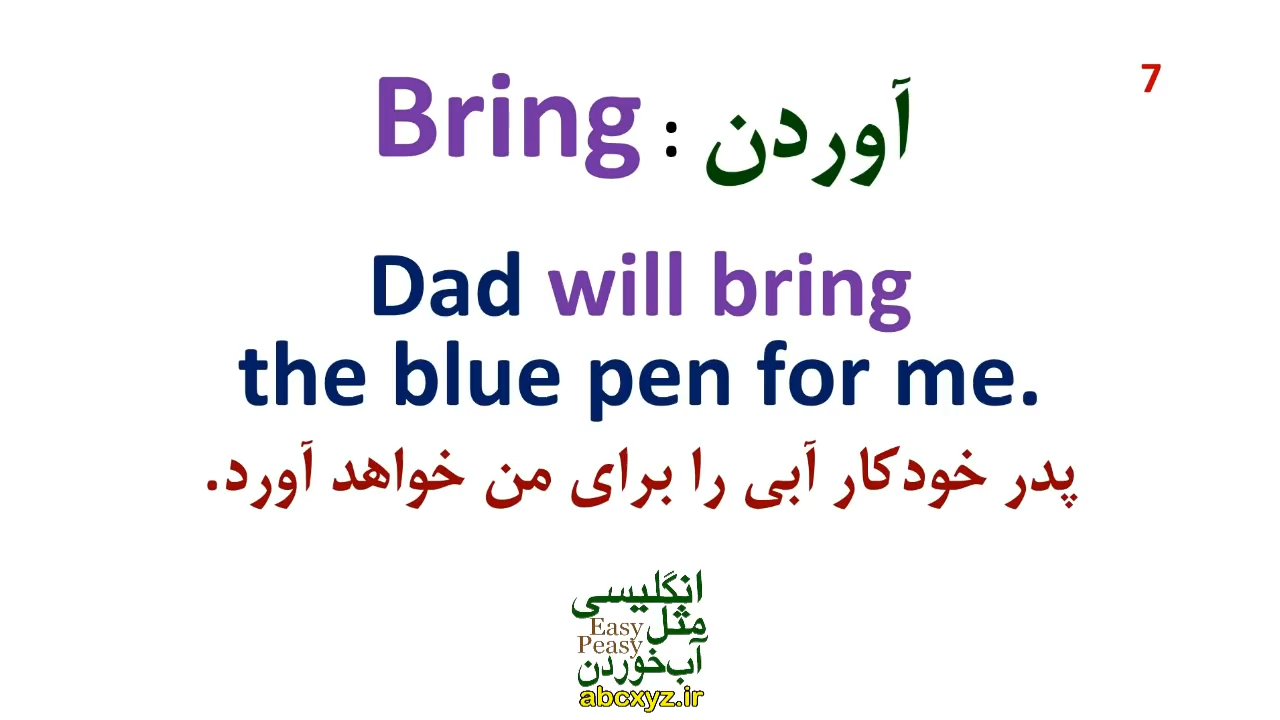 7
Bring : آوردن
Dad will bring
the blue pen for me.
پدر خودکار آبی را برای من خواهد آورد.
انگلیسی
مثل Easy
Peasy
آب‌خوردن
abcxyz.ir